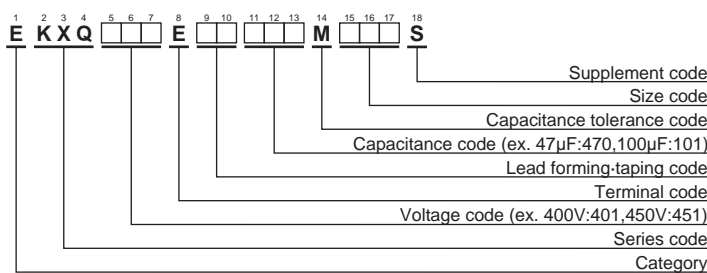 1 2 3 4 5 6 7 8 9 10 11 12 13 14 15 16 17 18
E K X Q E M S
Supplement code
Size code
Capacitance tolerance code
Capacitance code (ex. 47μF:470,100μF:101)
Lead forming·taping code
Terminal code
Voltage code (ex. 400V:401,450V:451)
Series code
Category